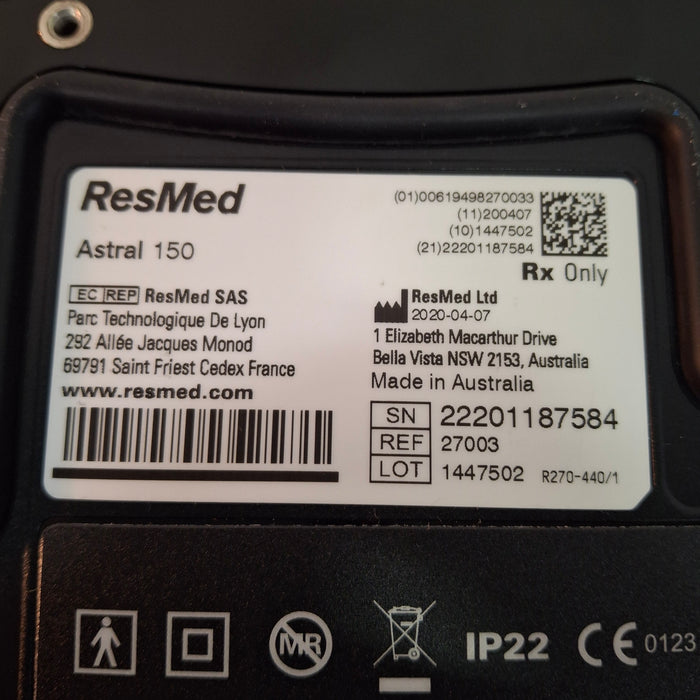 ResMed
Astral 150
EC REP ResMed SAS
Parc Technologique De Lyon
292 Allée Jacques Monod
69791 Saint Friest Cedex France
www.resmed.com
(01)00619498270033
(11)200407
(10)1447502
(21)22201187584
Rx Only
ResMed Ltd
2020-04-07
1 Elizabeth Macarthur Drive
Bella Vista NSW 2153, Australia
Made in Australia
SN 22201187584
REF 27003
LOT 1447502 R270-440/1
MR IP22 CE 0123